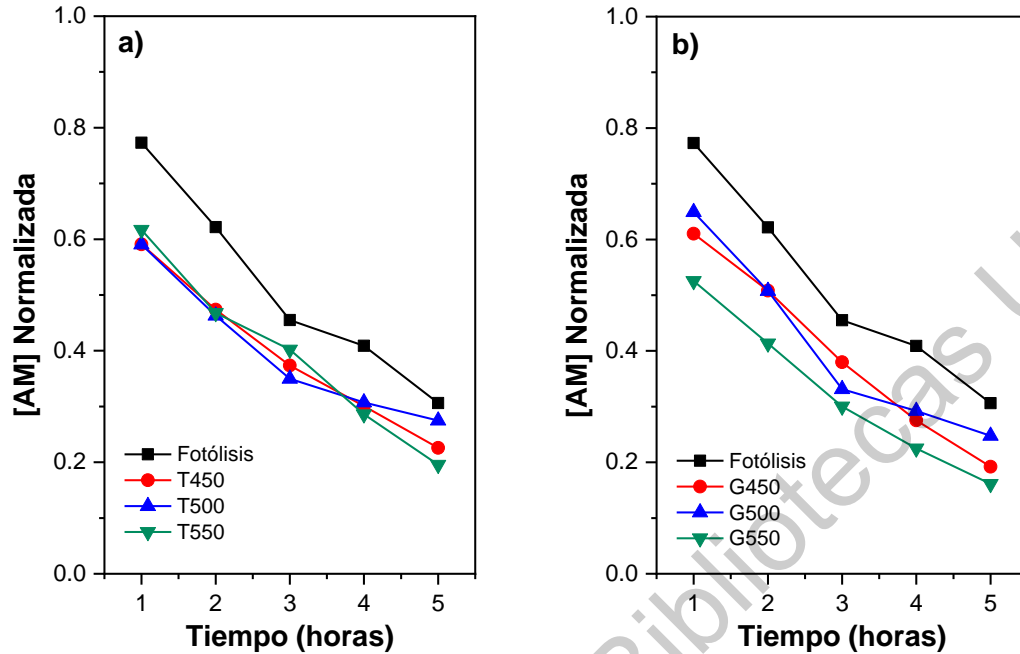 a)
1.0
0.8
0.6
0.4
0.2
0.0
[AM] Normalizada
Fotólisis
T450
T500
T550
1 2 3 4 5
Tiempo (horas)
b)
1.0
0.8
0.6
0.4
0.2
0.0
[AM] Normalizada
Fotólisis
G450
G500
G550
1 2 3 4 5
Tiempo (horas)
Bibliotecas